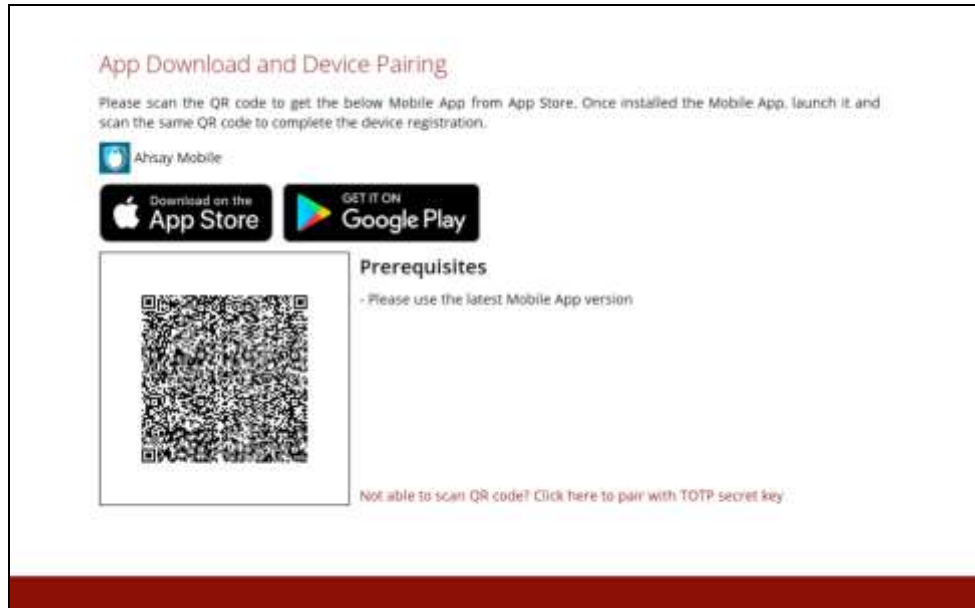 App Download and Device Pairing
Please scan the QR code to get the below Mobile App from App Store. Once installed the Mobile App, launch it and
scan the same QR code to complete the device registration.
Ahsay Mobile
Download on the
App Store
GET IT ON
Google Play
Prerequisites
- Please use the latest Mobile App version
Not able to scan QR code? Click here to pair with TOTP secret key